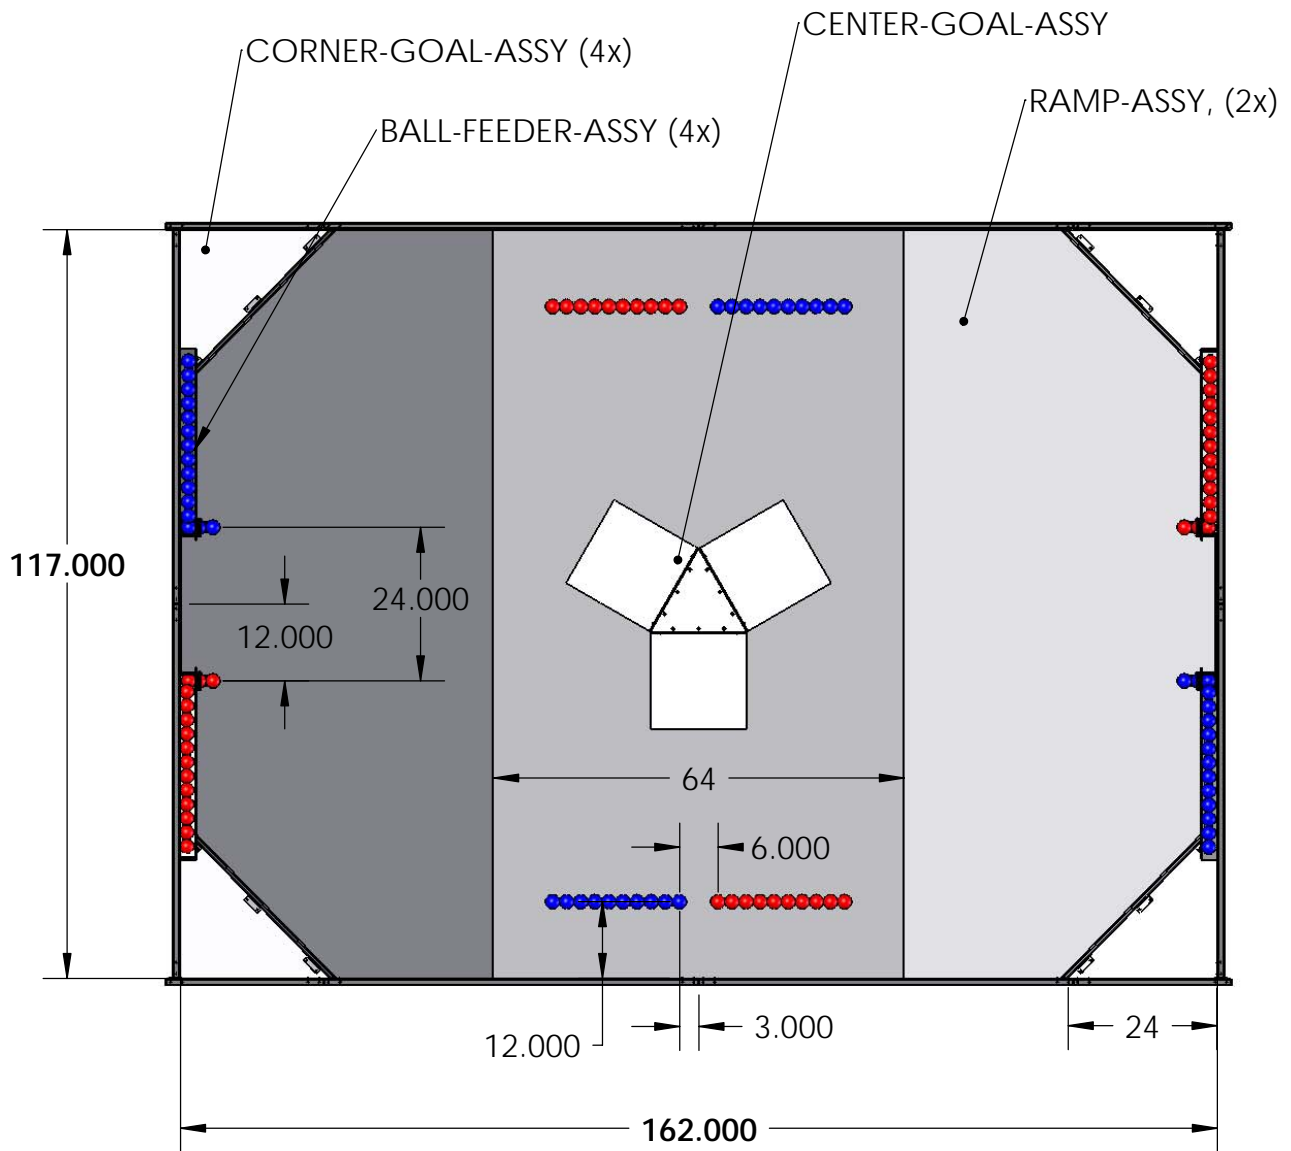 CENTER-GOAL-ASSY
CORNER-GOAL-ASSY (4x)
RAMP-ASSY, (2x)
BALL-FEEDER-ASSY (4x)
117.000
24.000
12.000
64
6.000
12.000
3.000
24
162.000